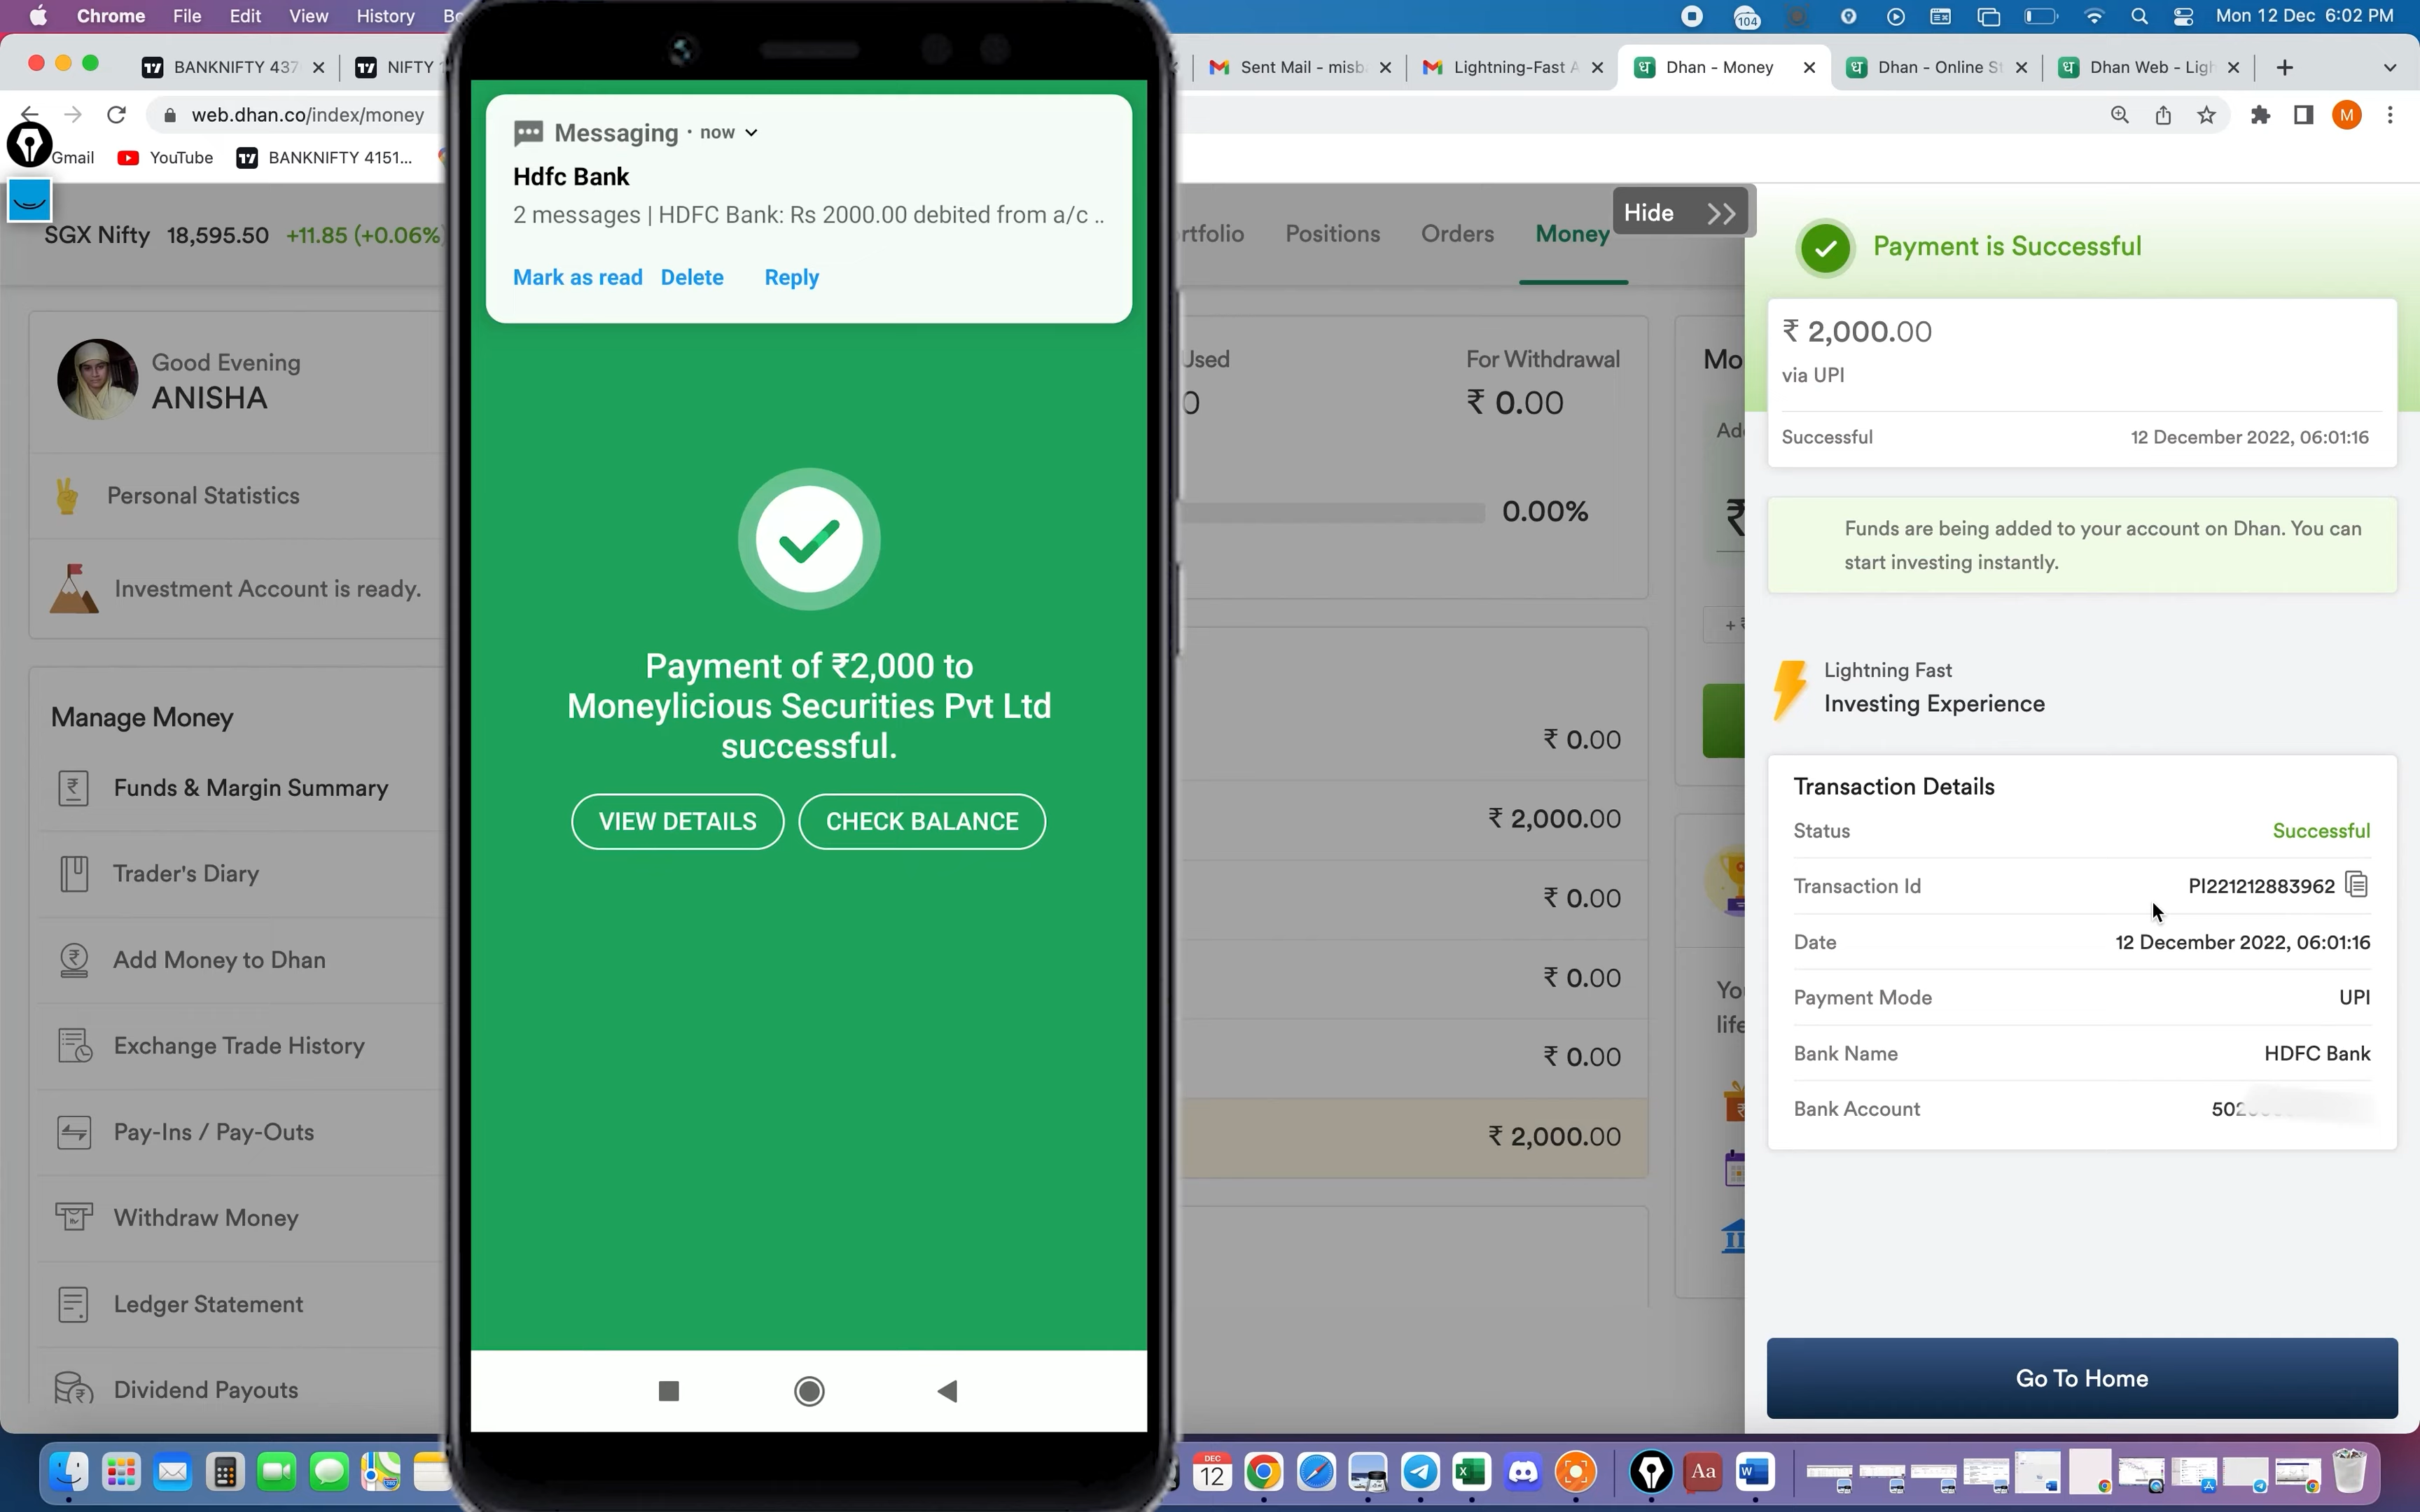 Chrome File Edit View History
104
Mon 12 Dec 6:02 PM
BANKNIFTY 437
NIFTY
Sent Mail - misb
Lightning-Fast A
Dhan - Money
Dhan - Online St
Dhan Web - Ligh
web.dhan.co/index/money
M
Gmail
YouTube
BANKNIFTY 4151...
SGX Nifty 18,595.50 +11.85 (+0.06%)
Positions
Orders
Money
Hide
Good Evening
ANISHA
Personal Statistics
Investment Account is ready.
Manage Money
Funds & Margin Summary
Trader's Diary
Add Money to Dhan
Exchange Trade History
Pay-Ins / Pay-Outs
Withdraw Money
Ledger Statement
Dividend Payouts
Messaging · now
Hdfc Bank
2 messages | HDFC Bank: Rs 2000.00 debited from a/c ..
Mark as read Delete Reply
Payment of ₹2,000 to
Moneylicious Securities Pvt Ltd
successful.
VIEW DETAILS CHECK BALANCE
For Withdrawal
₹ 0.00
0.00%
₹ 0.00
₹ 2,000.00
₹ 0.00
₹ 0.00
₹ 0.00
₹ 2,000.00
Payment is Successful
₹ 2,000.00
via UPI
Successful 12 December 2022, 06:01:16
Funds are being added to your account on Dhan. You can
start investing instantly.
Lightning Fast
Investing Experience
Transaction Details
Status Successful
Transaction Id PI221212883962
Date 12 December 2022, 06:01:16
Payment Mode UPI
Bank Name HDFC Bank
Bank Account 502
Go To Home
DEC
12
Aa